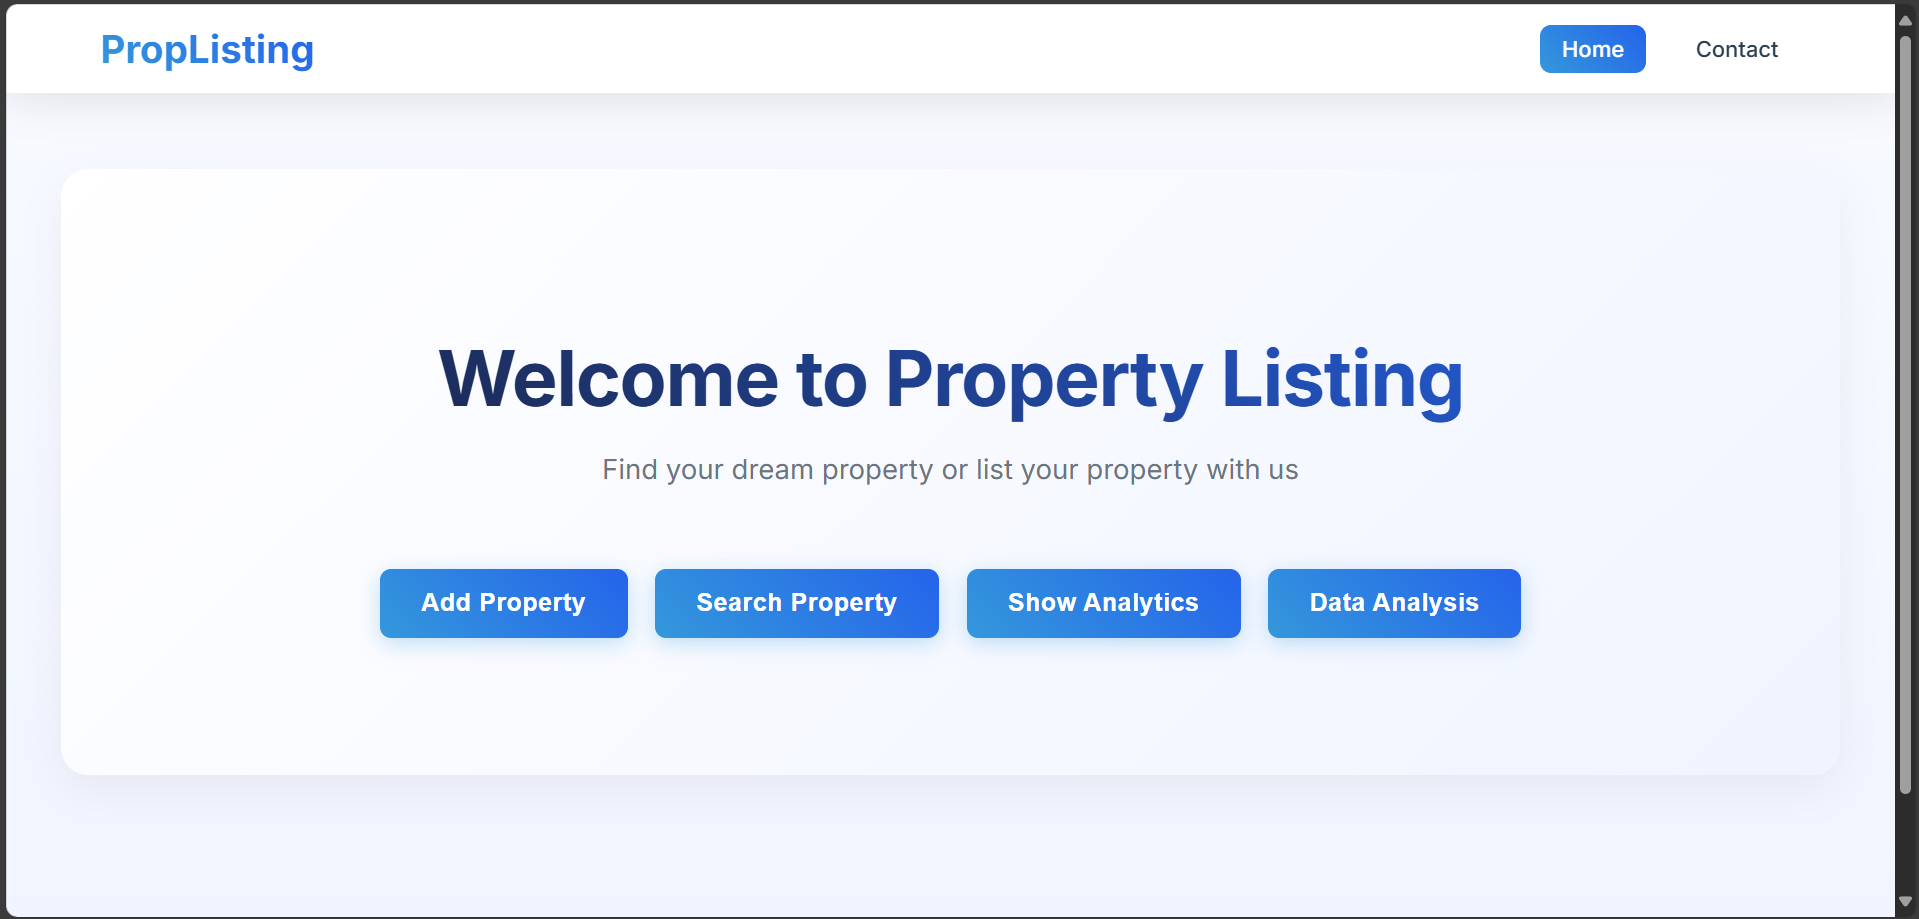 PropListing
Home
Contact
Welcome to Property Listing
Find your dream property or list your property with us
Add Property
Search Property
Show Analytics
Data Analysis